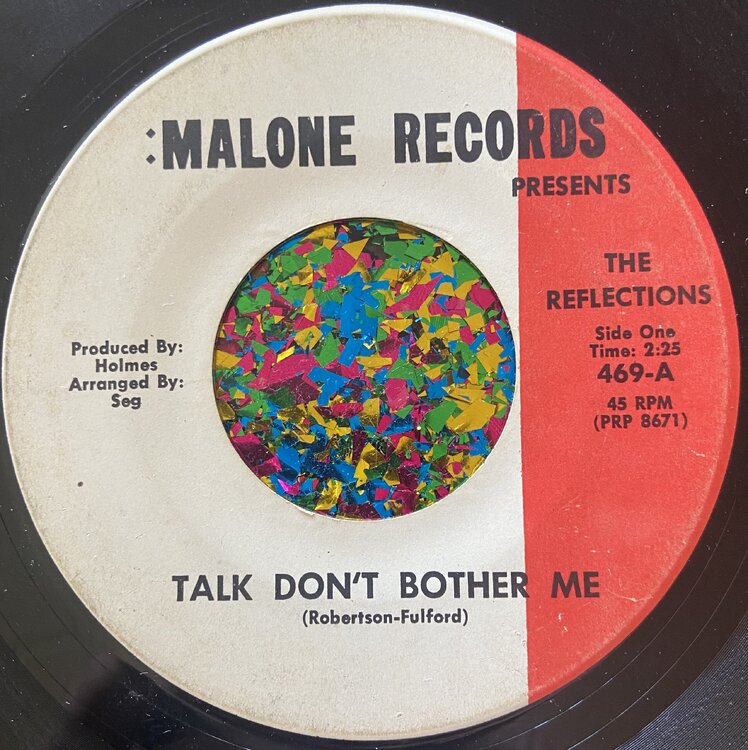 :MALONE RECORDS
PRESENTS
THE
REFLECTIONS
Side One
Time: 2:25
469-A
45 RPM
(PRP 8671)
Produced By:
Holmes
Arranged By:
Seg
TALK DON'T BOTHER ME
(Robertson-Fulford)